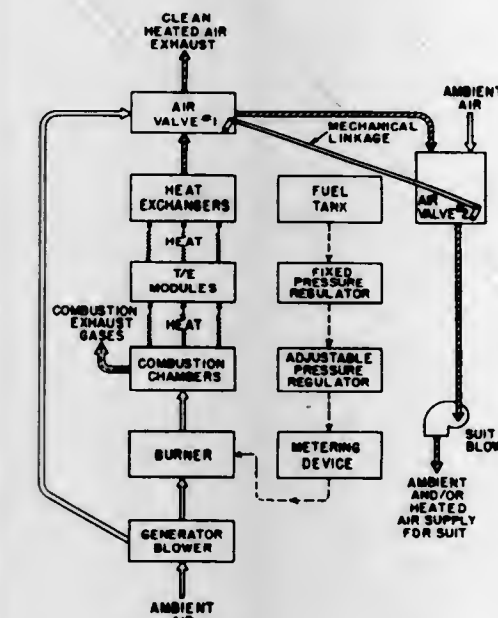 CLEAN
HEATED AIR
EXHAUST
AIR
VALVE #1
AMBIENT
AIR
MECHANICAL
LINKAGE
AIR
VALVE
HEAT
EXCHANGERS
FUEL
TANK
HEAT
T/E
MODULES
FIXED
PRESSURE
REGULATOR
HEAT
COMBUSTION
EXHAUST
GASES
COMBUSTION
CHAMBERS
ADJUSTABLE
PRESSURE
REGULATOR
BURNER
METERING
DEVICE
SUIT
BLOW
AMBIENT
AND/OR
HEATED
AIR SUPPLY
FOR SUIT
GENERATOR
BLOWER
AMBIENT
AIR